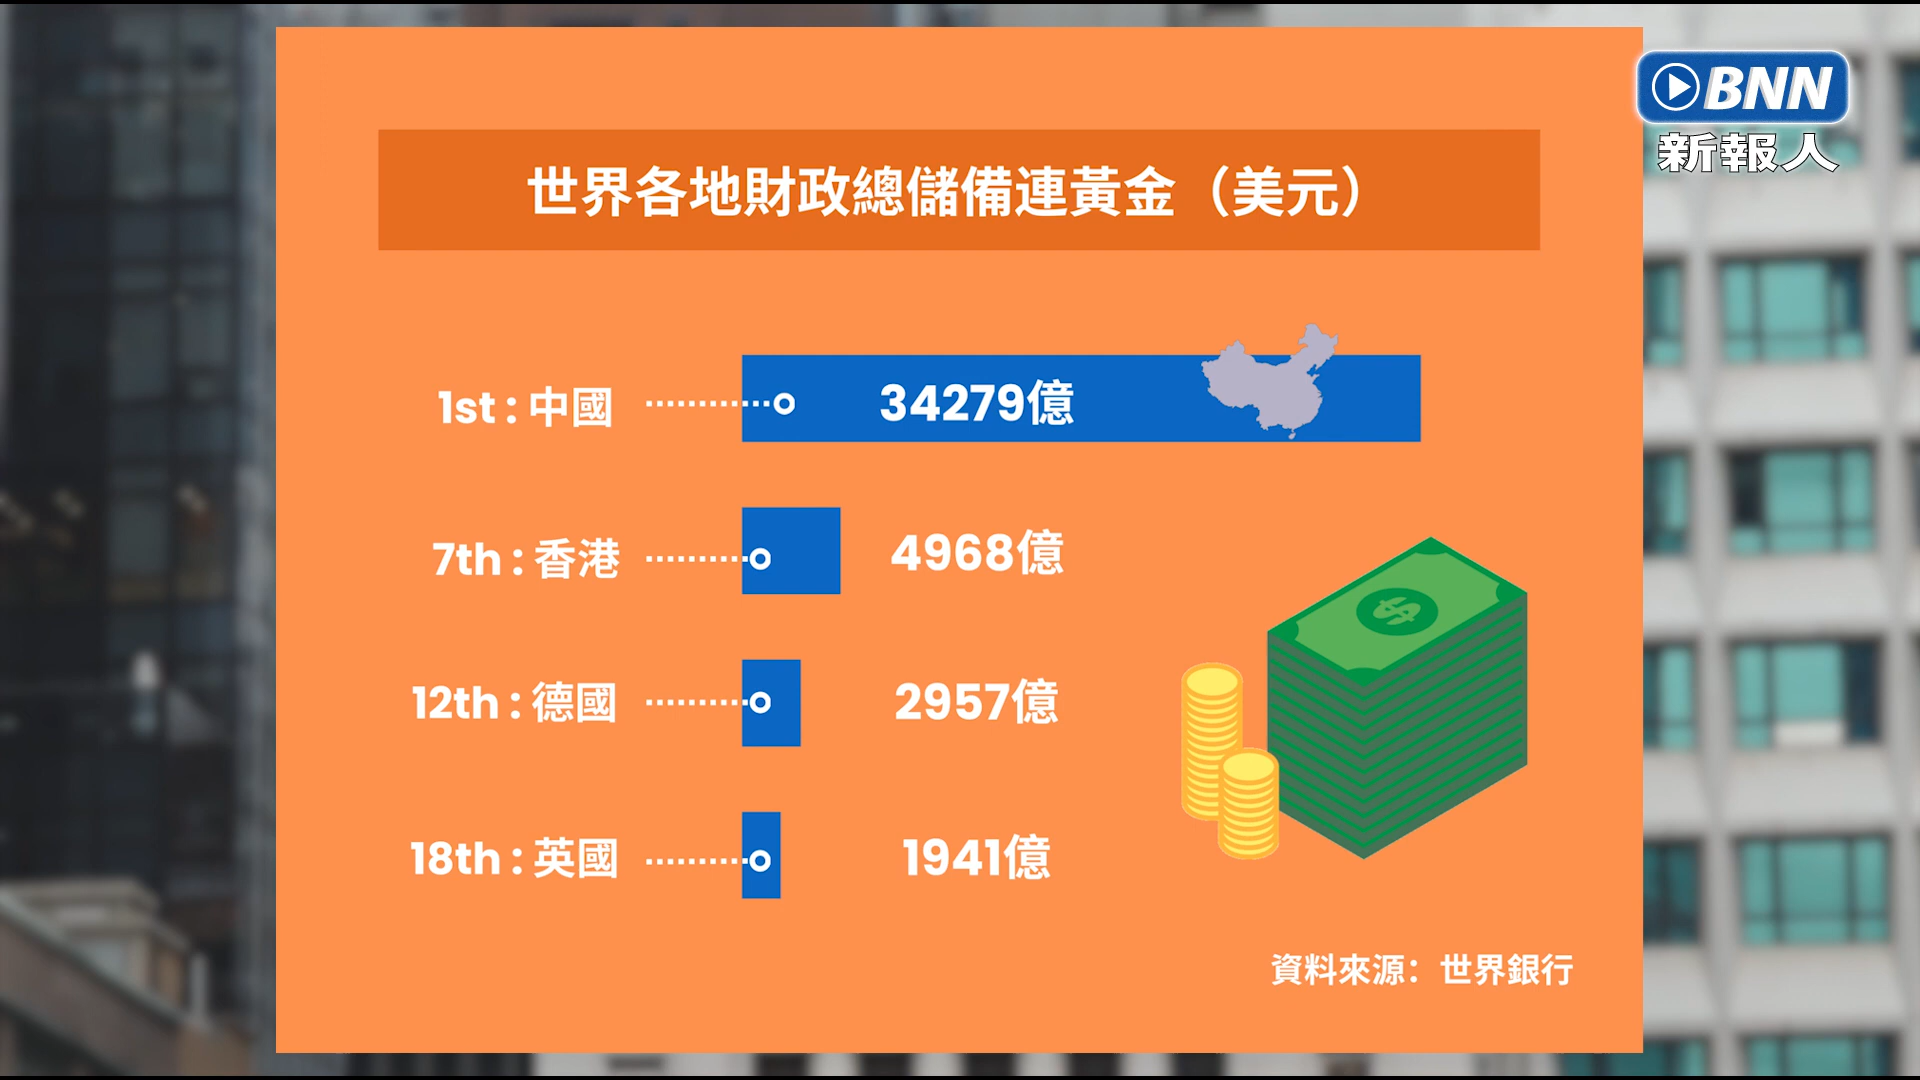 BNN
新報人
世界各地財政總儲備連黃金（美元）
1st : 中國 34279億
7th : 香港 4968億
12th : 德國 2957億
18th : 英國 1941億
資料來源：世界銀行